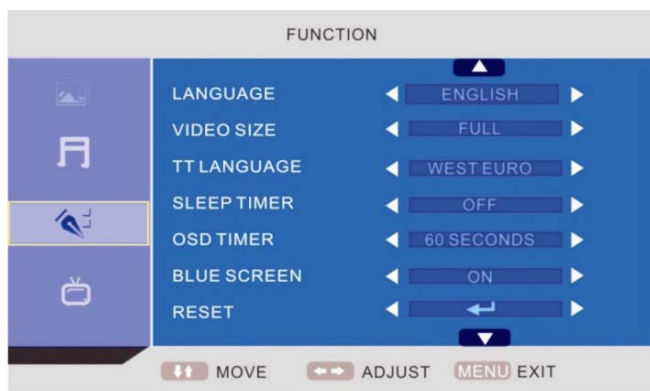 FUNCTION
LANGUAGE ENGLISH
VIDEO SIZE FULL
TT LANGUAGE WEST EURO
SLEEP TIMER OFF
OSD TIMER 60 SECONDS
BLUE SCREEN ON
RESET
MOVE ADJUST MENU EXIT